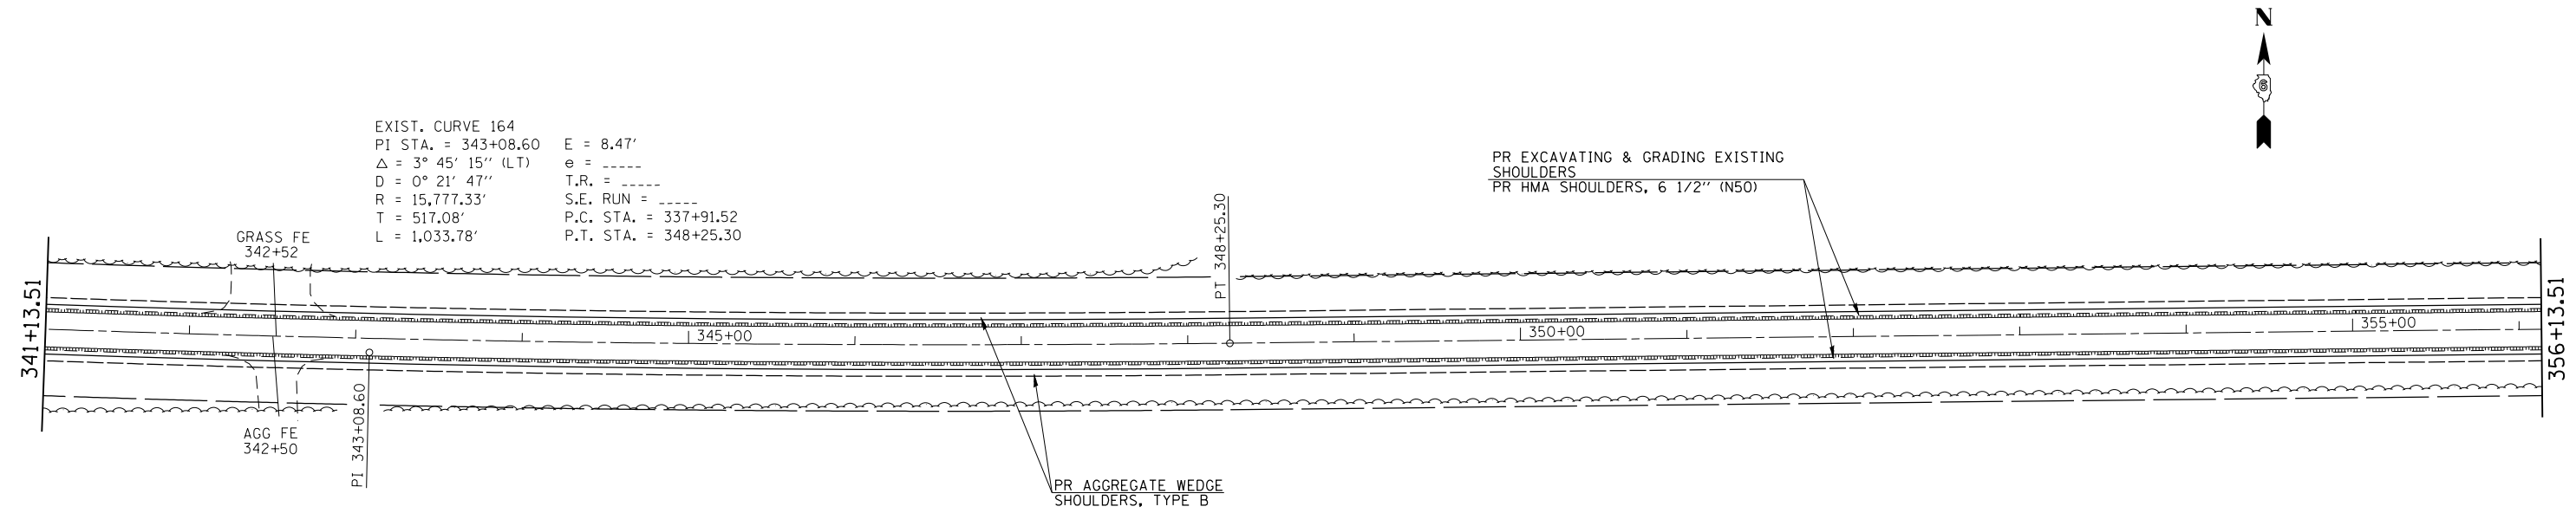 N
6
EXIST. CURVE 164
PI STA. = 343+08.60 E = 8.47'
△ = 3° 45' 15'' (LT) e = _____
D = 0° 21' 47'' T.R. = _____
R = 15,777.33' S.E. RUN = _____
T = 517.08' P.C. STA. = 337+91.52
L = 1,033.78' P.T. STA. = 348+25.30
PR EXCAVATING & GRADING EXISTING
SHOULDERS
PR HMA SHOULDERS, 6 1/2'' (N50)
GRASS FE
342+52
PT 348+25.30
341+13.51
345+00
350+00
355+00
356+13.51
AGG FE
342+50
PI 343+08.60
PR AGGREGATE WEDGE
SHOULDERS, TYPE B